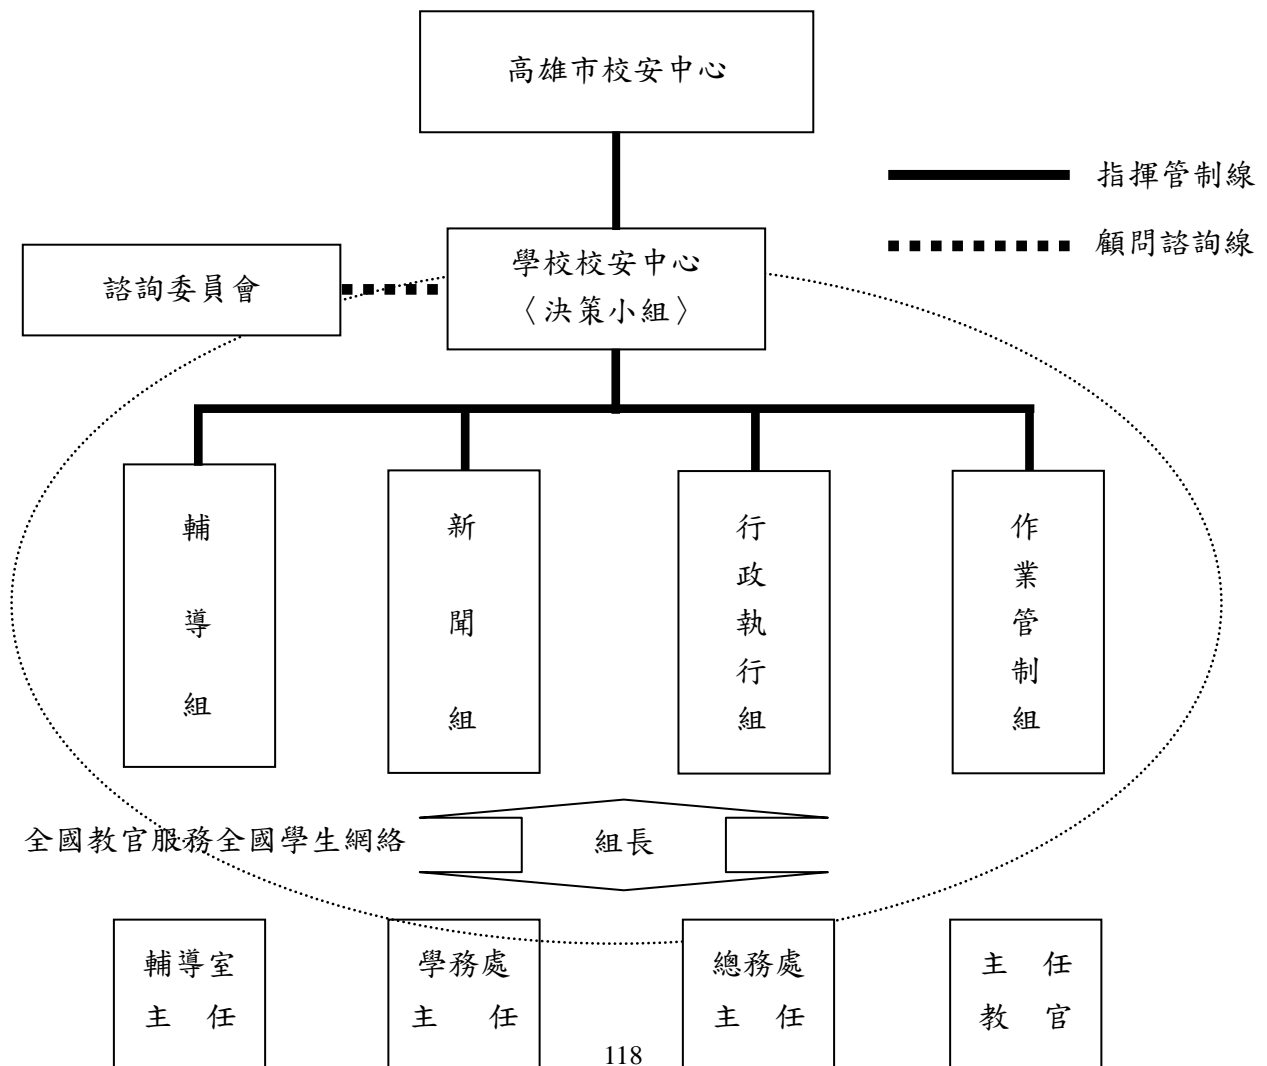 高雄市校安中心
指揮管制線
顧問諮詢線
諮詢委員會
學校校安中心
〈決策小組〉
輔導組
新聞組
行政執行組
作業管制組
全國教官服務全國學生網絡
組長
輔導室
主　任
學務處
主　任
總務處
主　任
主　任
教　官
118